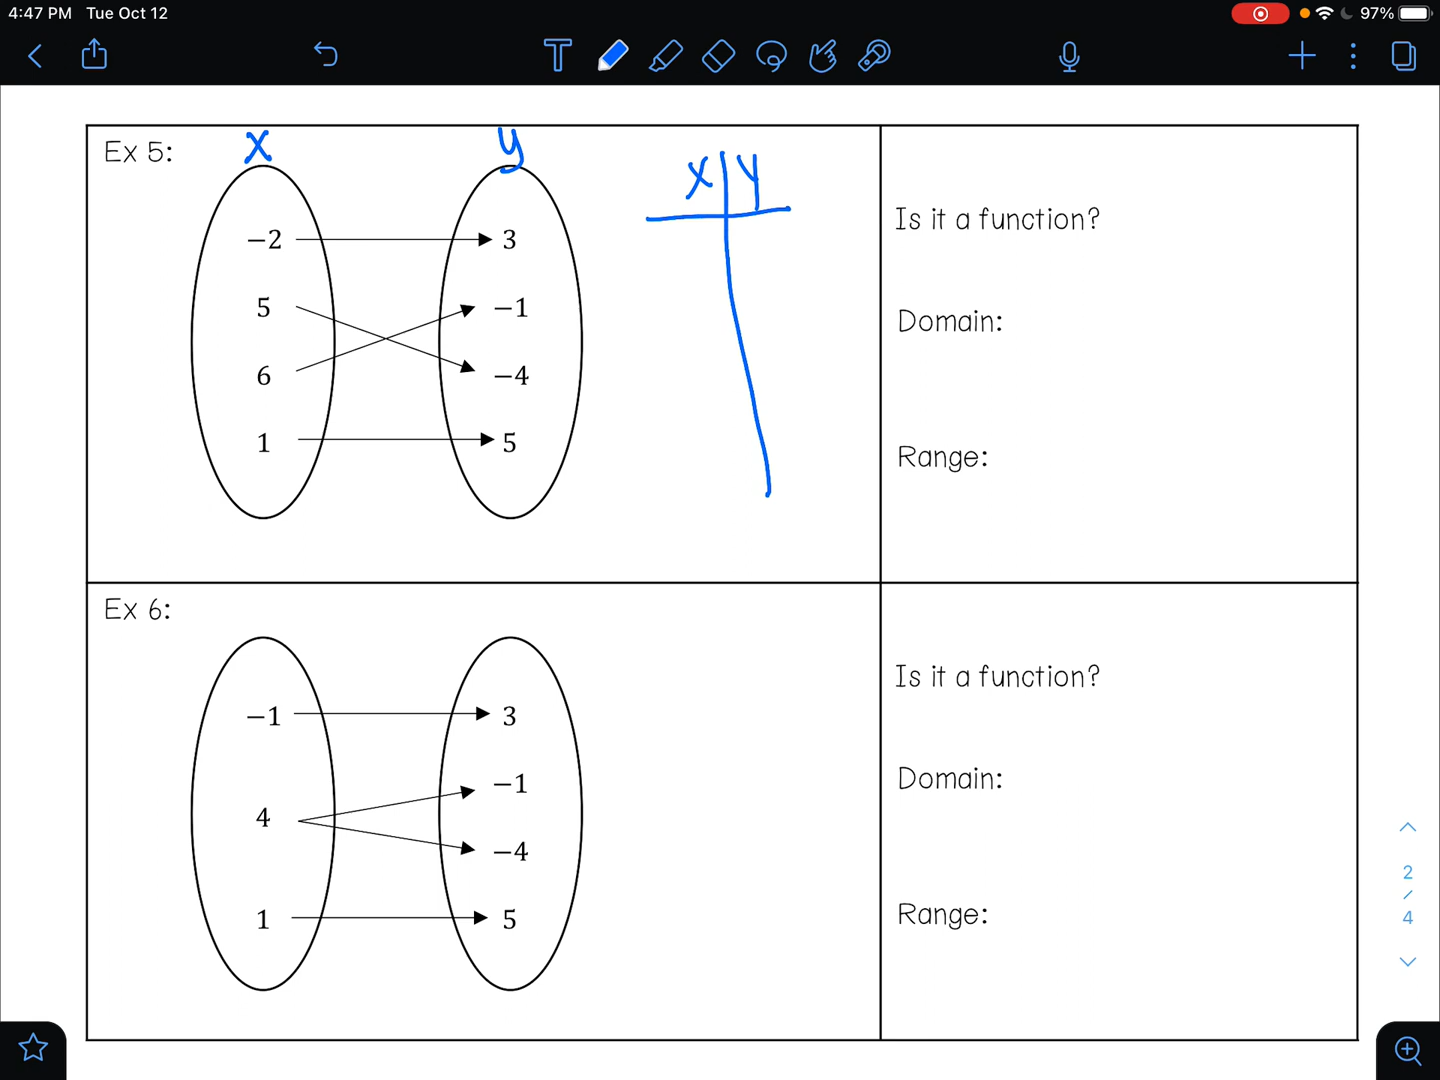 4:47 PM Tue Oct 12
97%
T
Ex 5:
x
y
x y
−2
3
5
−1
6
−4
1
5
Is it a function?
Domain:
Range:
Ex 6:
−1
3
4
−1
−4
1
5
Is it a function?
Domain:
Range:
2
/
4